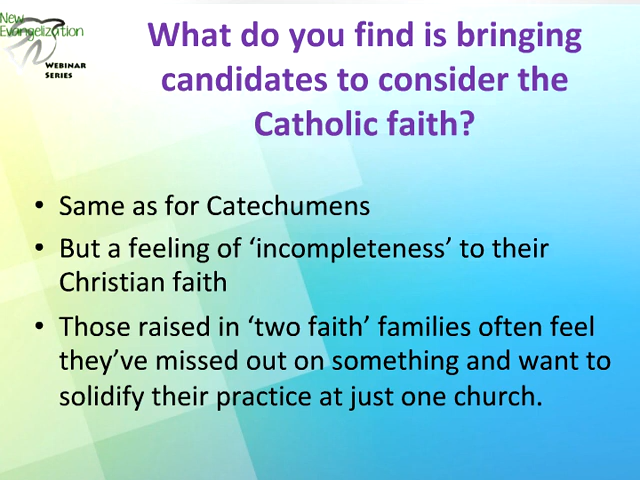 New
Evangelization
Webinar
Series
What do you find is bringing
candidates to consider the
Catholic faith?
• Same as for Catechumens
• But a feeling of ‘incompleteness’ to their
Christian faith
• Those raised in ‘two faith’ families often feel
they’ve missed out on something and want to
solidify their practice at just one church.